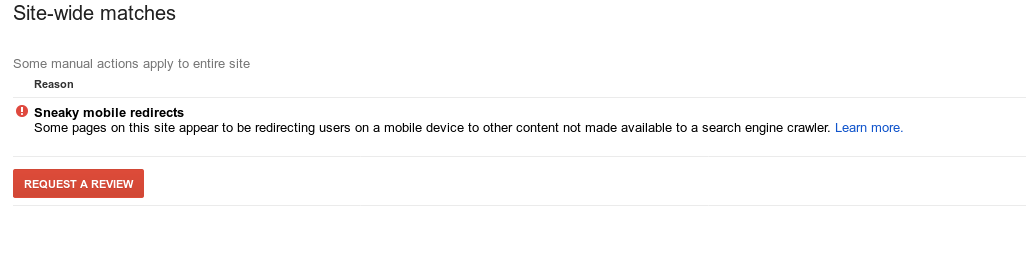 Site-wide matches
Some manual actions apply to entire site
Reason
Sneaky mobile redirects
Some pages on this site appear to be redirecting users on a mobile device to other content not made available to a search engine crawler. Learn more.
REQUEST A REVIEW